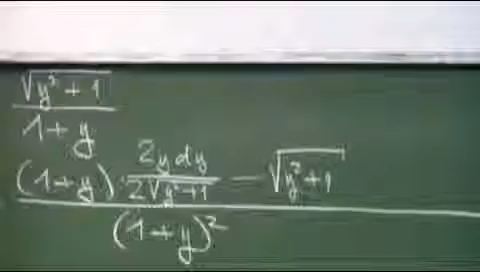 √(y² + 1)
1 + y
(1 + y) · 2y dy / 2√(y² + 1) − √(y² + 1)
(1 + y)²